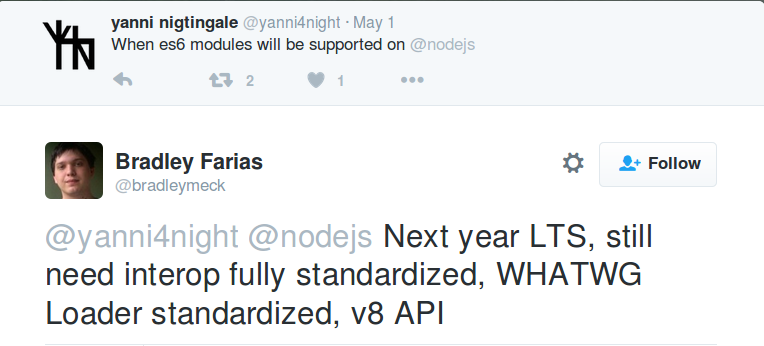 yanni nigtingale @yanni4night · May 1
When es6 modules will be supported on @nodejs
2 1
Bradley Farias
@bradleymeck
Follow
@yanni4night @nodejs Next year LTS, still
need interop fully standardized, WHATWG
Loader standardized, v8 API